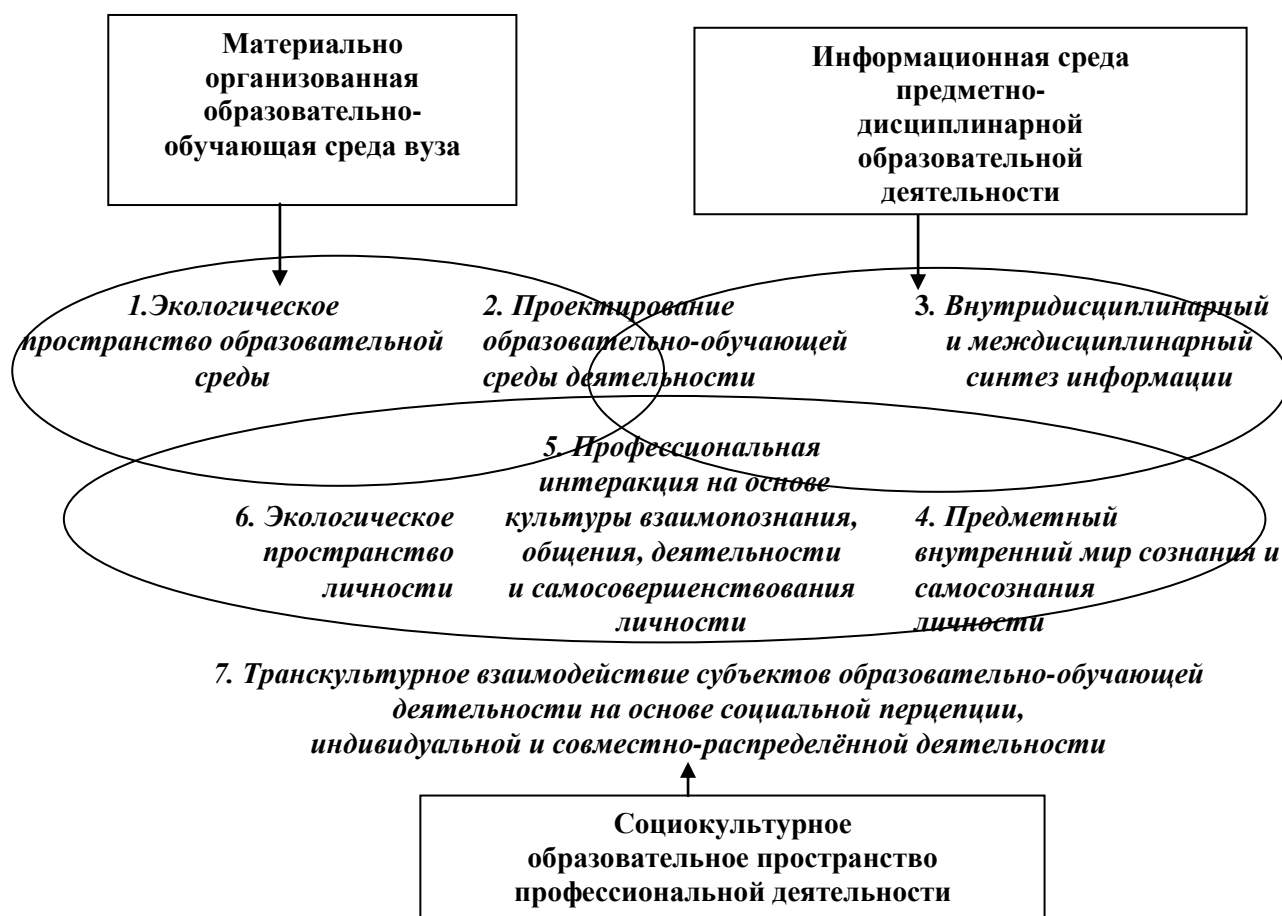 Материально
организованная
образовательно-
обучающая среда вуза
Информационная среда
предметно-
дисциплинарной
образовательной
деятельности
1.Экологическое
пространство образовательной
среды
2. Проектирование
образовательно-обучающей
среды деятельности
3. Внутридисциплинарный
и междисциплинарный
синтез информации
5. Профессиональная
интеракция на основе
культуры взаимопознания,
общения, деятельности
и самосовершенствования
личности
6. Экологическое
пространство
личности
4. Предметный
внутренний мир сознания и
самосознания
личности
7. Транскультурное взаимодействие субъектов образовательно-обучающей
деятельности на основе социальной перцепции,
индивидуальной и совместно-распределённой деятельности
Социокультурное
образовательное пространство
профессиональной деятельности